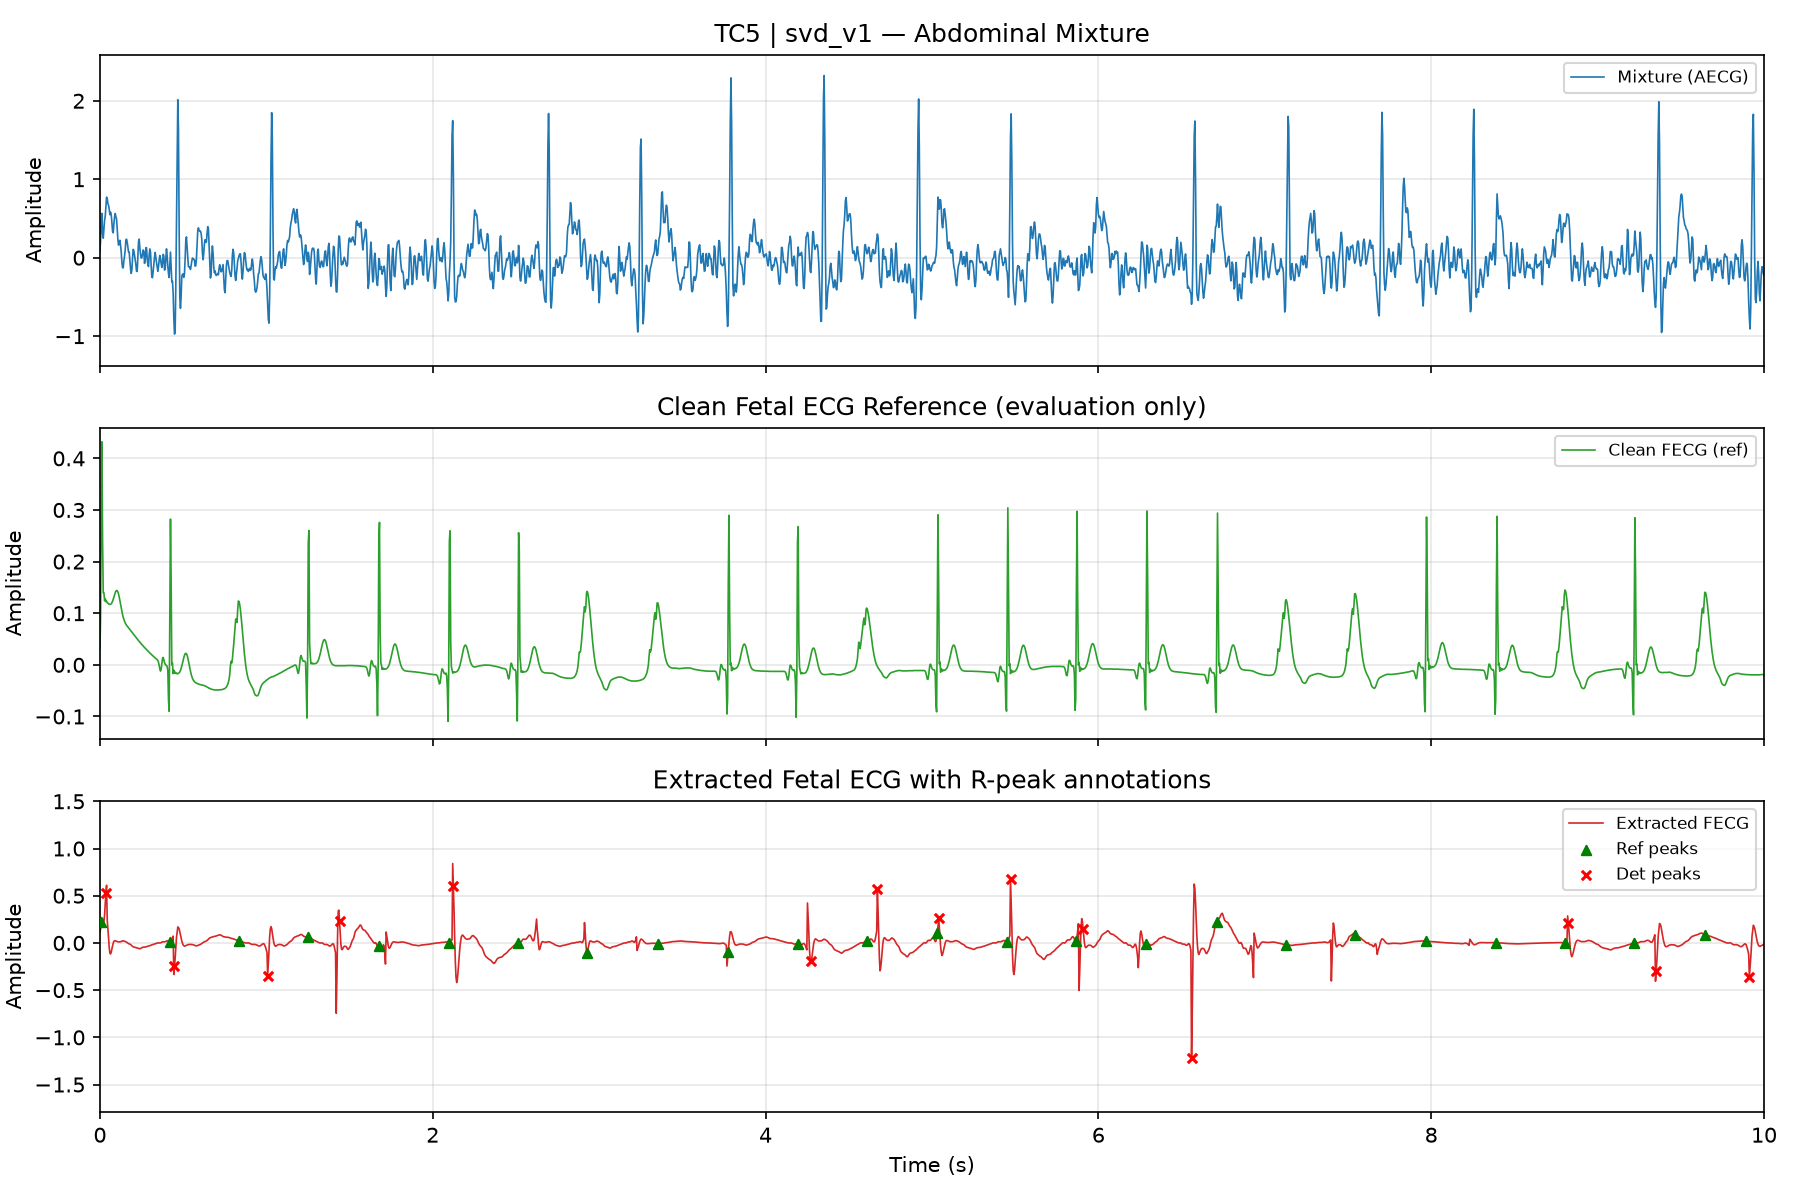 TC5 | svd_v1 — Abdominal Mixture
Mixture (AECG)
Amplitude
2
1
0
−1
Clean Fetal ECG Reference (evaluation only)
Clean FECG (ref)
Amplitude
0.4
0.3
0.2
0.1
0.0
−0.1
Extracted Fetal ECG with R-peak annotations
Extracted FECG
Ref peaks
Det peaks
Amplitude
1.5
1.0
0.5
0.0
−0.5
−1.0
−1.5
0 2 4 6 8 10
Time (s)